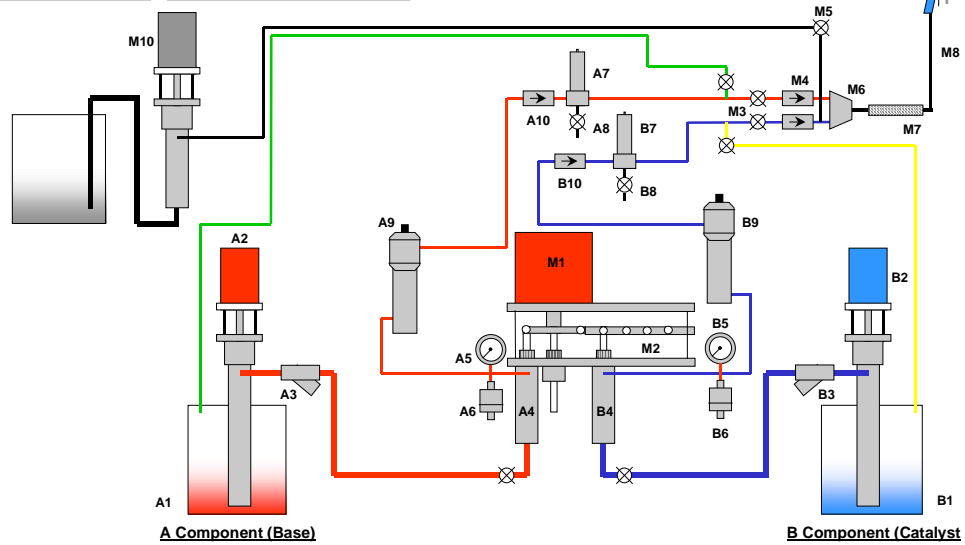 M5
M10
M8
A7
M4
M6
A10
A8
B7
M3
M7
B10
B8
A9
B9
A2
M1
B2
B5
A5
M2
A3
A6
A4
B4
B6
B3
A1
B1
A Component (Base)
B Component (Catalyst